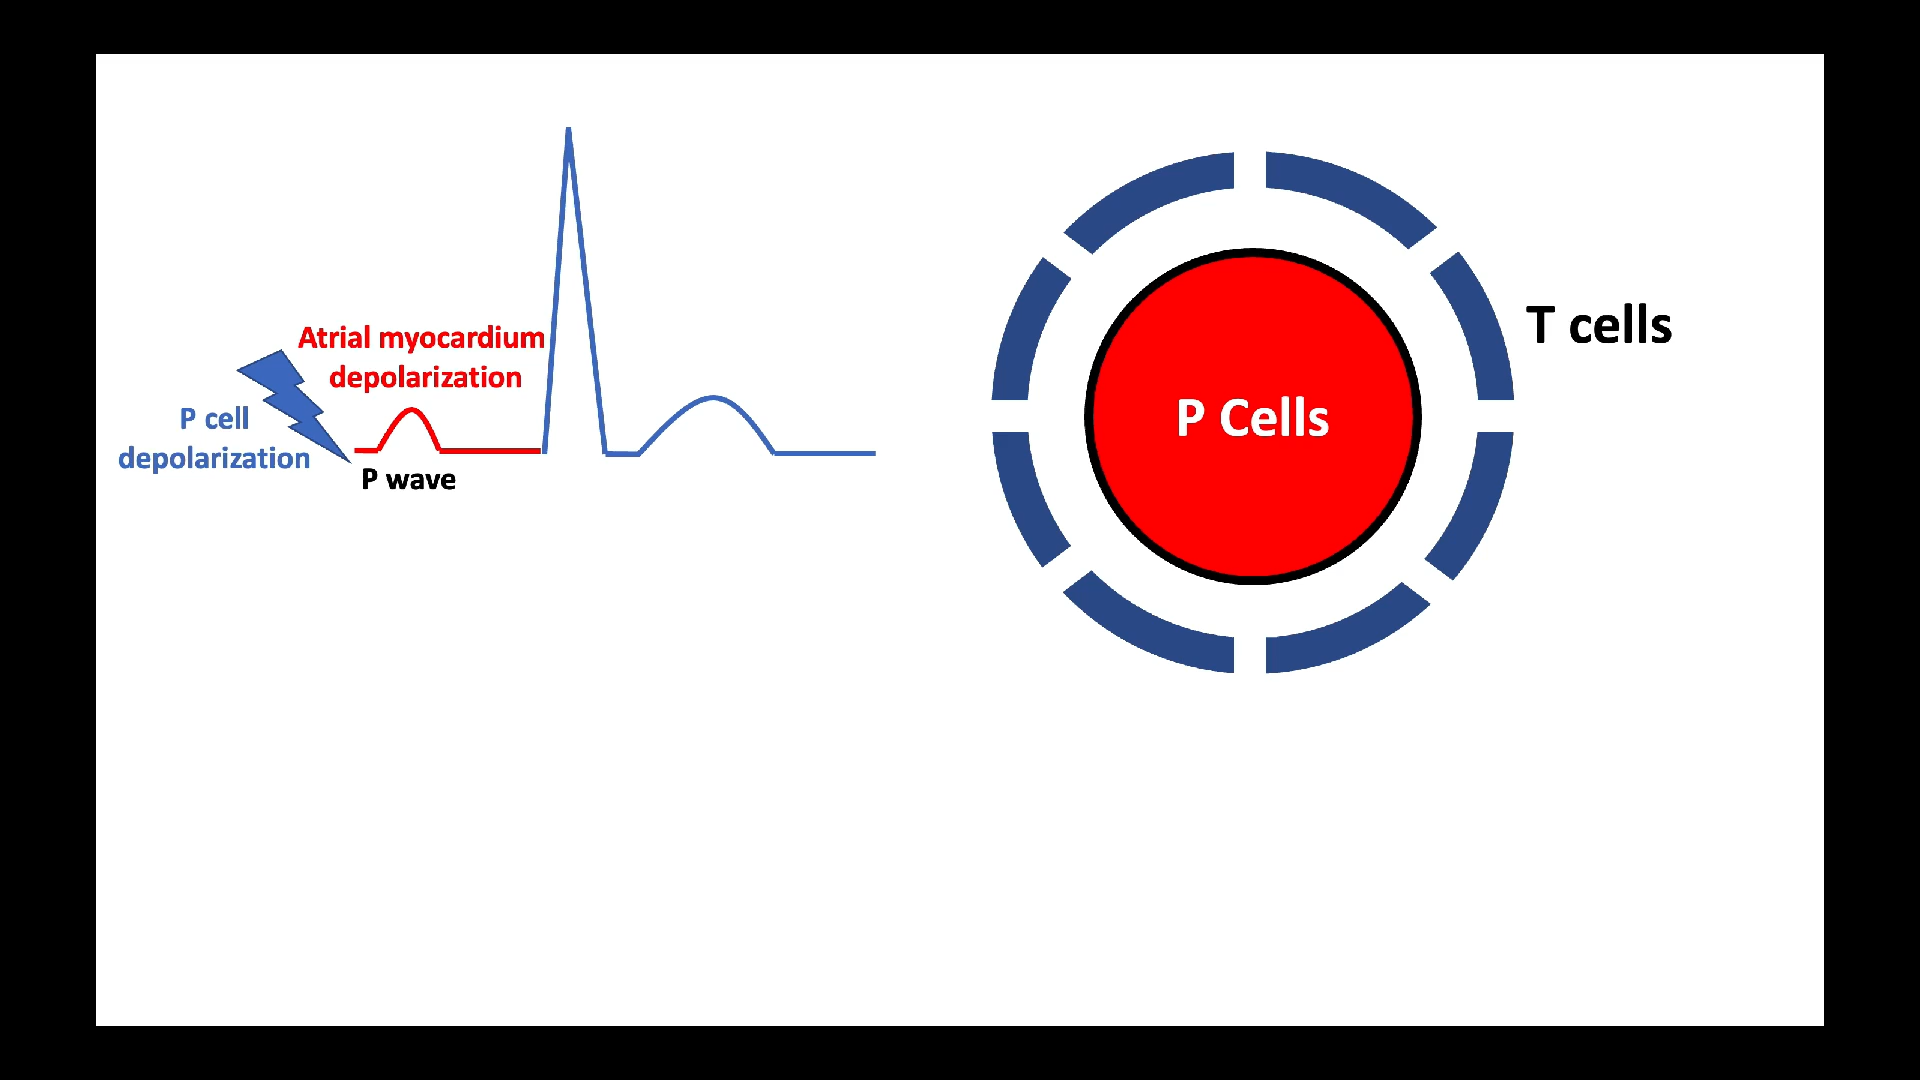 Atrial myocardium
depolarization
P cell
depolarization
P wave
T cells
P Cells